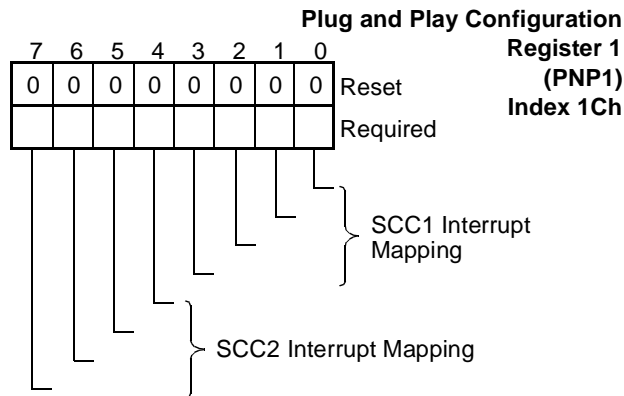 Plug and Play Configuration
Register 1
(PNP1)
Index 1Ch
7 6 5 4 3 2 1 0
0 0 0 0 0 0 0 0 Reset
Required
SCC1 Interrupt
Mapping
SCC2 Interrupt Mapping